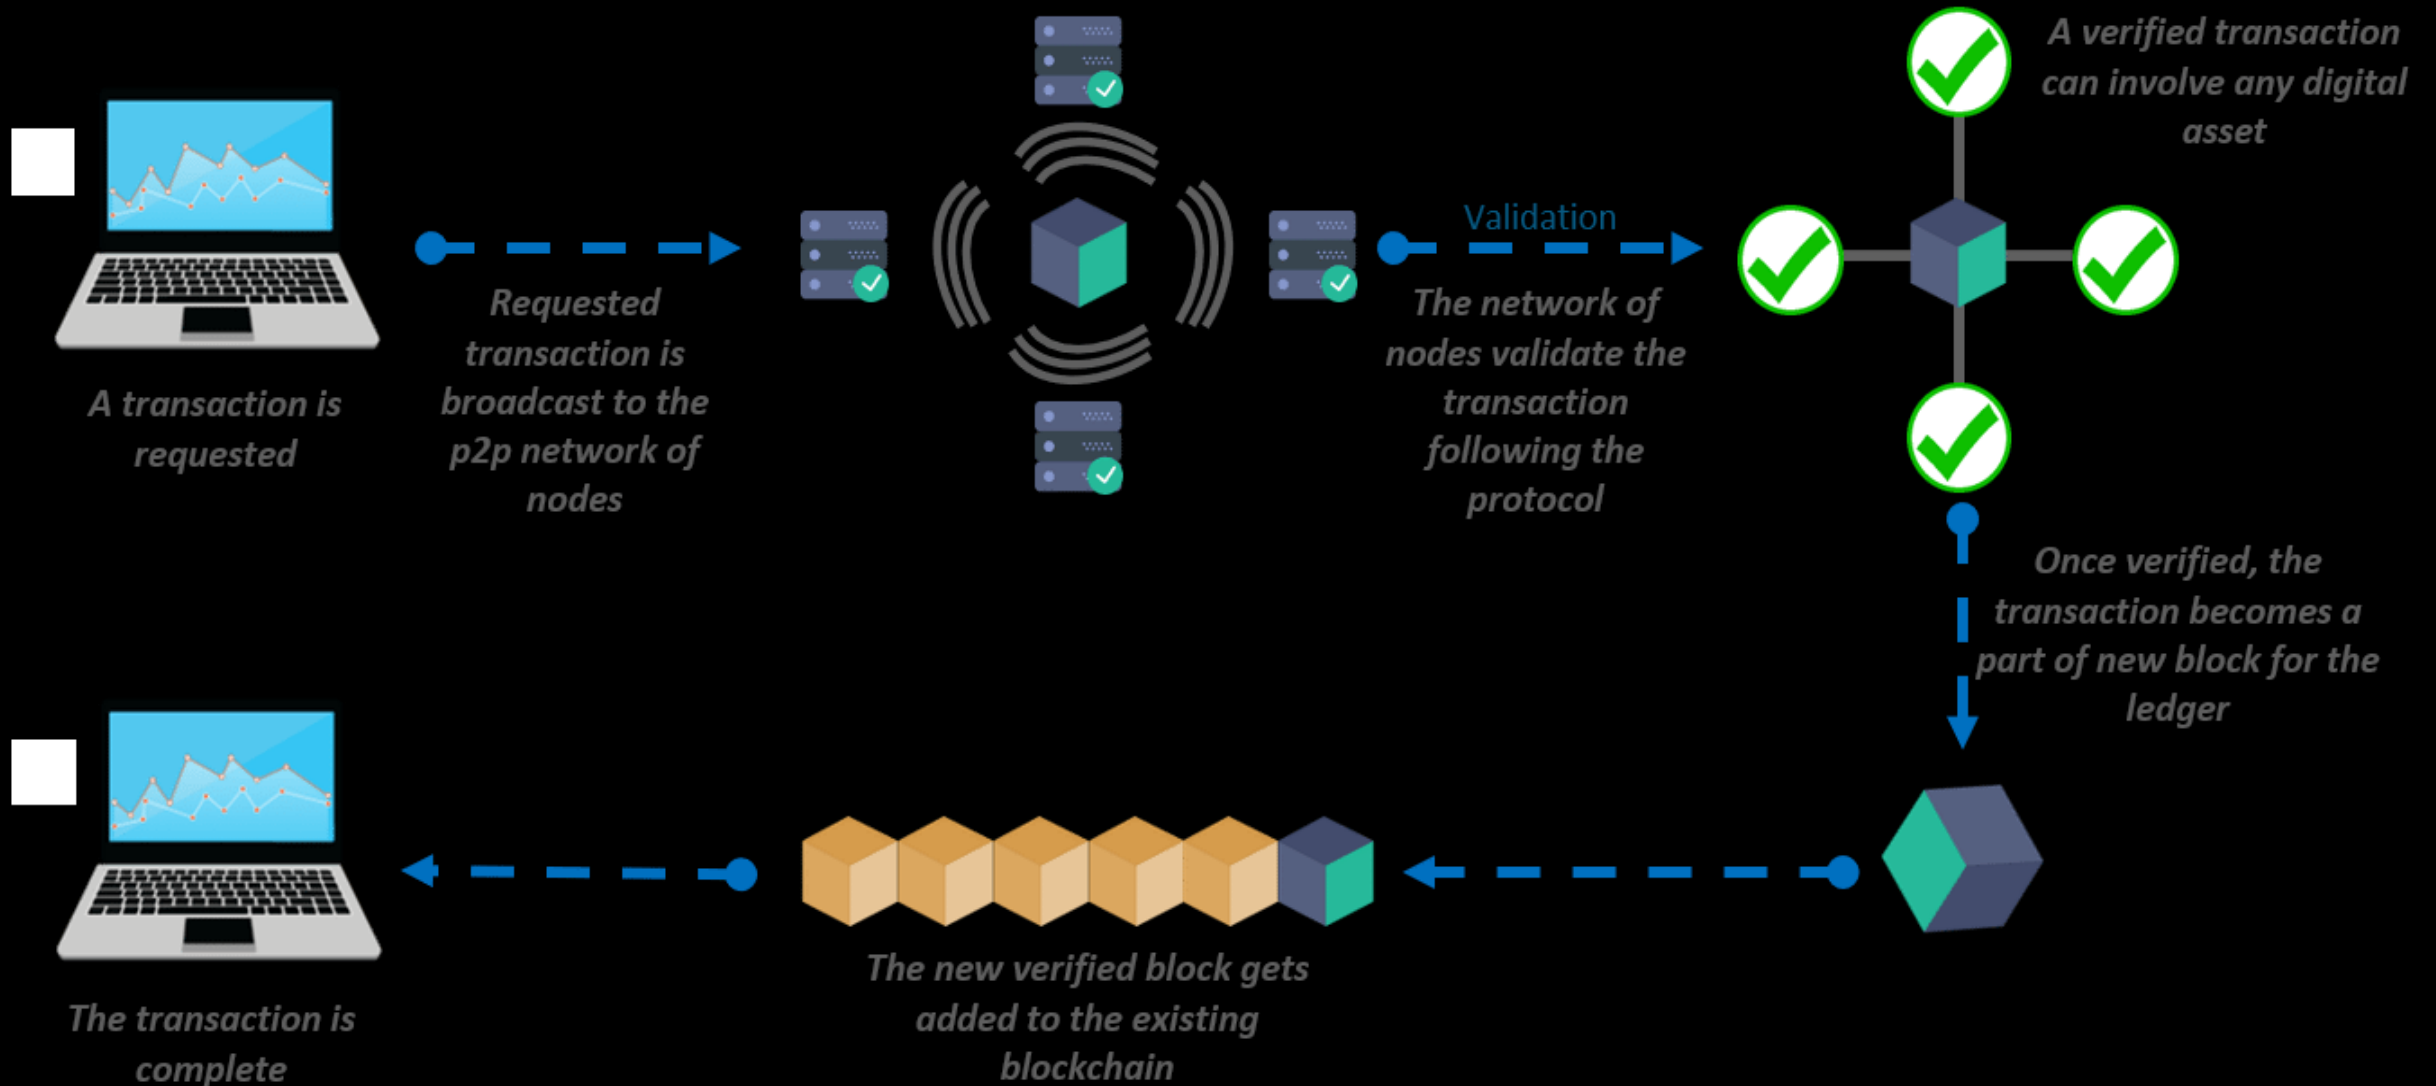 A transaction is
requested
Requested
transaction is
broadcast to the
p2p network of
nodes
Validation
The network of
nodes validate the
transaction
following the
protocol
A verified transaction
can involve any digital
asset
Once verified, the
transaction becomes a
part of new block for the
ledger
The new verified block gets
added to the existing
blockchain
The transaction is
complete